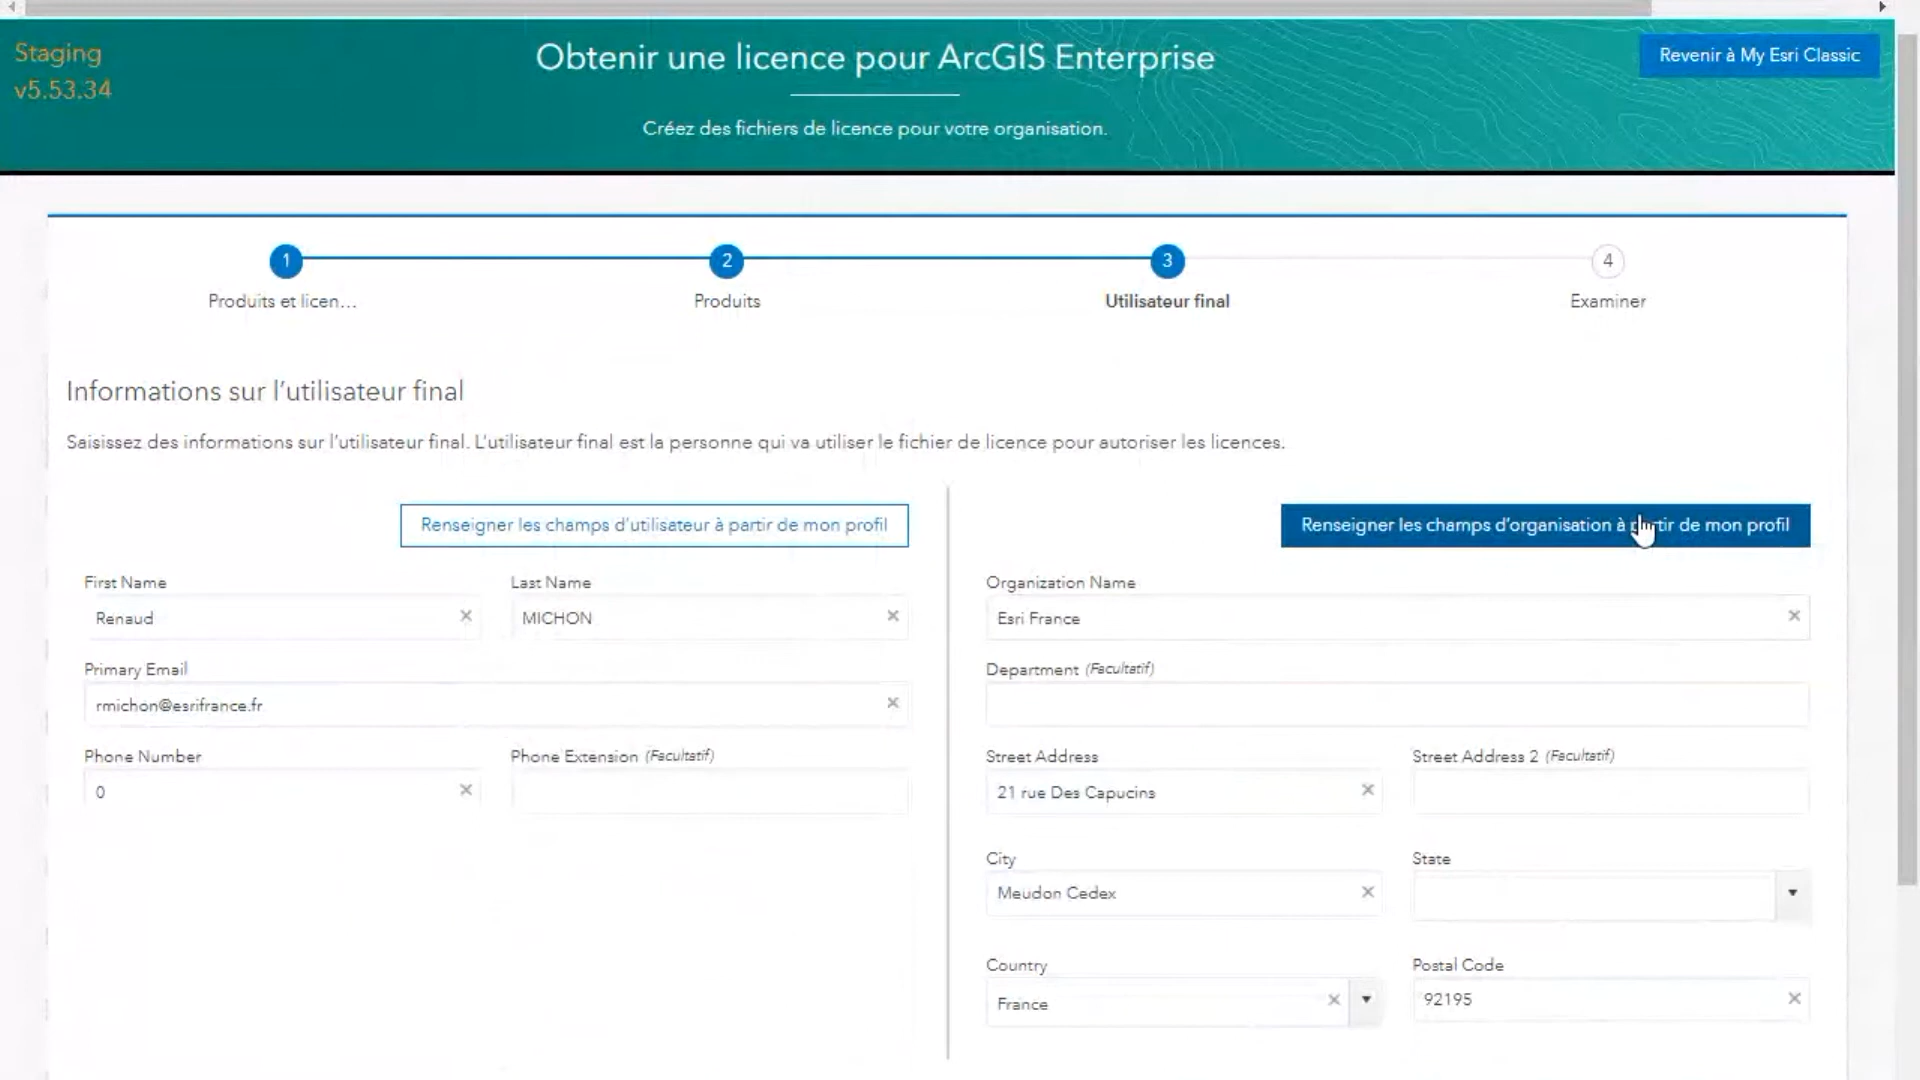 Staging
v5.53.34
Obtenir une licence pour ArcGIS Enterprise
Revenir à My Esri Classic
Créez des fichiers de licence pour votre organisation.
1
2
3
4
Produits et licen...
Produits
Utilisateur final
Examiner
Informations sur l'utilisateur final
Saisissez des informations sur l'utilisateur final. L'utilisateur final est la personne qui va utiliser le fichier de licence pour autoriser les licences.
Renseigner les champs d'utilisateur à partir de mon profil
First Name
Last Name
Renaud
MICHON
Primary Email
rmichon@esrifrance.fr
Phone Number
Phone Extension (Facultatif)
0
Renseigner les champs d'organisation à partir de mon profil
Organization Name
Esri France
Department (Facultatif)
Street Address
Street Address 2 (Facultatif)
21 rue Des Capucins
City
State
Meudon Cedex
Country
Postal Code
France
92195